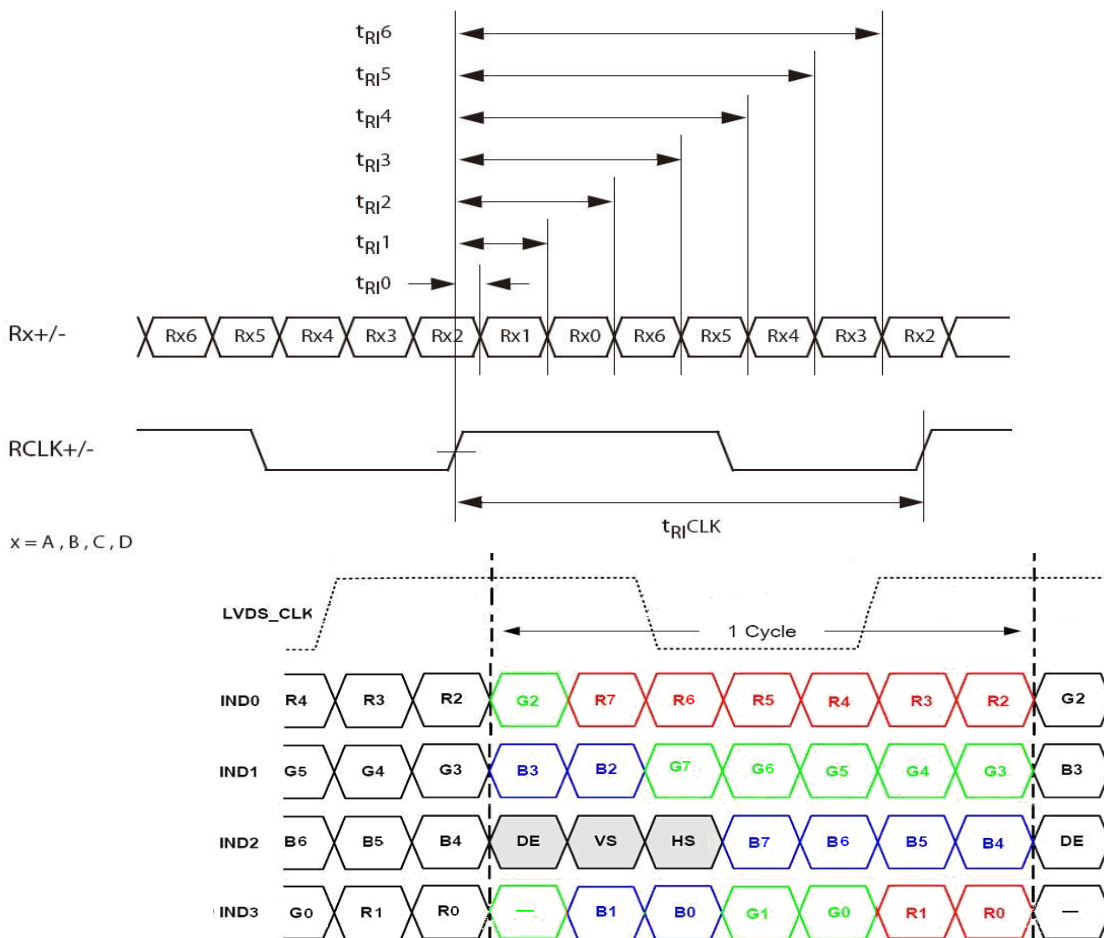 tRI6
tRI5
tRI4
tRI3
tRI2
tRI1
tRI0
Rx+/- Rx6 Rx5 Rx4 Rx3 Rx2 Rx1 Rx0 Rx6 Rx5 Rx4 Rx3 Rx2
RCLK+/-
tRICLK
x = A , B , C , D
LVDS_CLK
1 Cycle
IND0 R4 R3 R2 G2 R7 R6 R5 R4 R3 R2 G2
IND1 G5 G4 G3 B3 B2 G7 G6 G5 G4 G3 B3
IND2 B6 B5 B4 DE VS HS B7 B6 B5 B4 DE
IND3 G0 R1 R0 — B1 B0 G1 G0 R1 R0 —